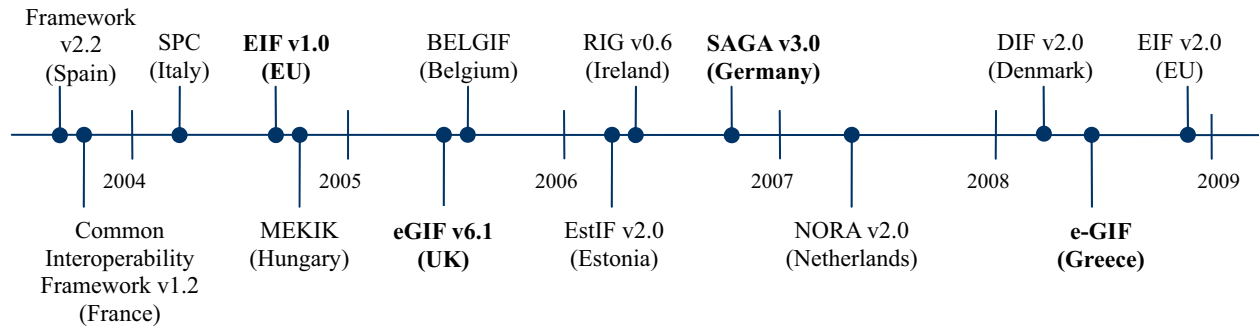 Framework
v2.2
(Spain)
SPC
(Italy)
EIF v1.0
(EU)
BELGIF
(Belgium)
RIG v0.6
(Ireland)
SAGA v3.0
(Germany)
DIF v2.0
(Denmark)
EIF v2.0
(EU)
2004
2005
2006
2007
2008
2009
Common
Interoperability
Framework v1.2
(France)
MEKIK
(Hungary)
eGIF v6.1
(UK)
EstIF v2.0
(Estonia)
NORA v2.0
(Netherlands)
e-GIF
(Greece)